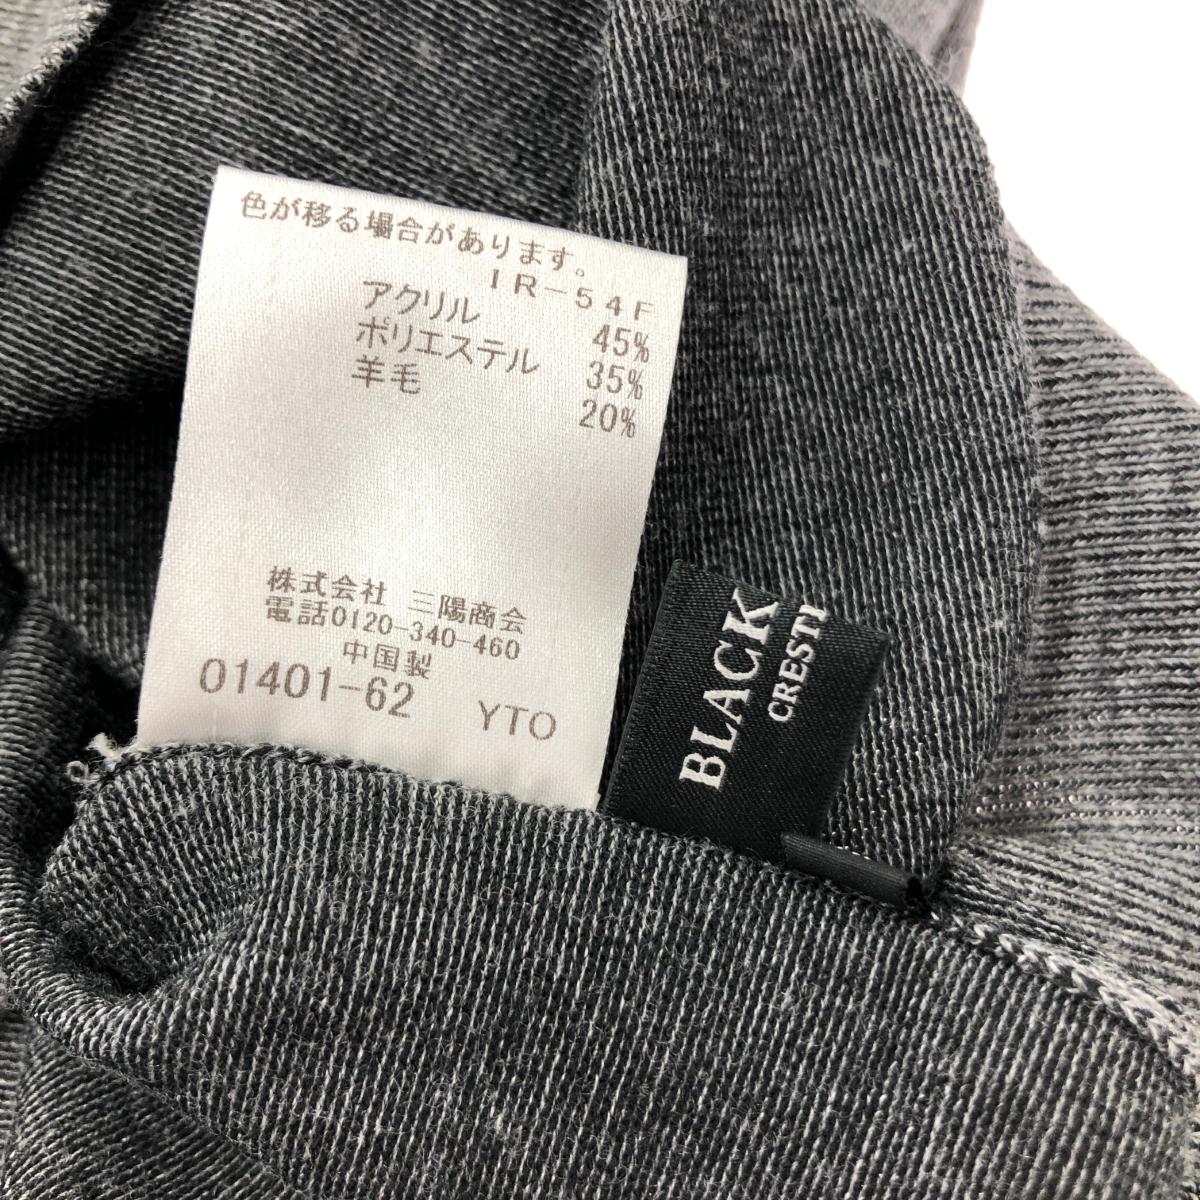 色が移る場合があります。
IR-54F
アクリル 45%
ポリエステル 35%
羊毛 20%
株式会社 三陽商会
電話0120-340-460
中国製
01401-62 YTO
BLACK
CRESTI